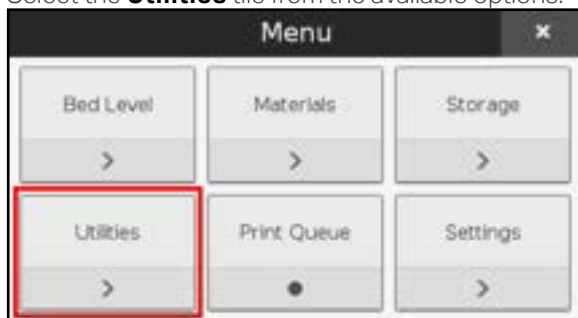 Select the Utilities tile from the available options.
Menu ×
Bed Level Materials Storage
> > >
Utilities Print Queue Settings
> ● >